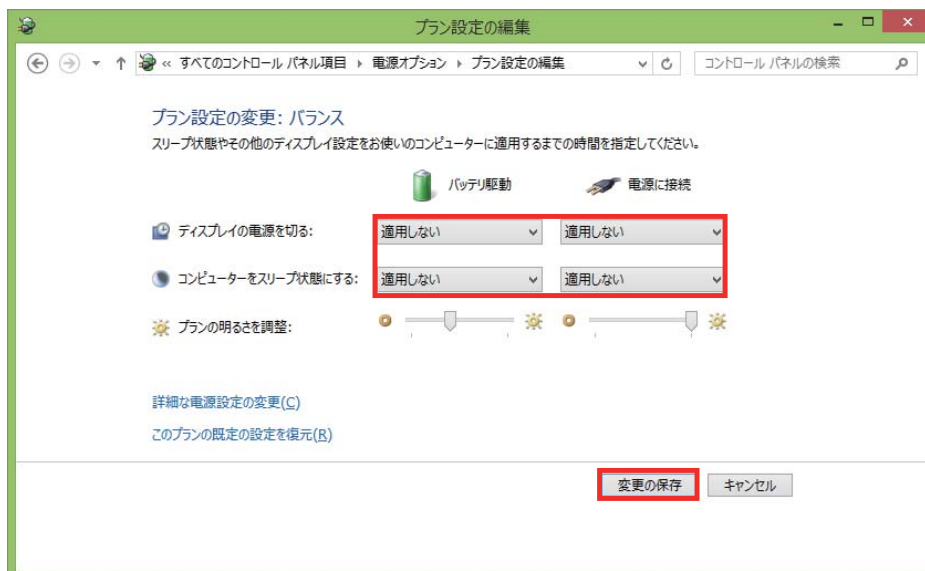 プラン設定の編集
« すべてのコントロール パネル項目 › 電源オプション › プラン設定の編集
コントロール パネルの検索
プラン設定の変更: バランス
スリープ状態やその他のディスプレイ設定をお使いのコンピューターに適用するまでの時間を指定してください。
バッテリ駆動 電源に接続
ディスプレイの電源を切る: 適用しない 適用しない
コンピューターをスリープ状態にする: 適用しない 適用しない
プランの明るさを調整:
詳細な電源設定の変更(C)
このプランの既定の設定を復元(R)
変更の保存 キャンセル